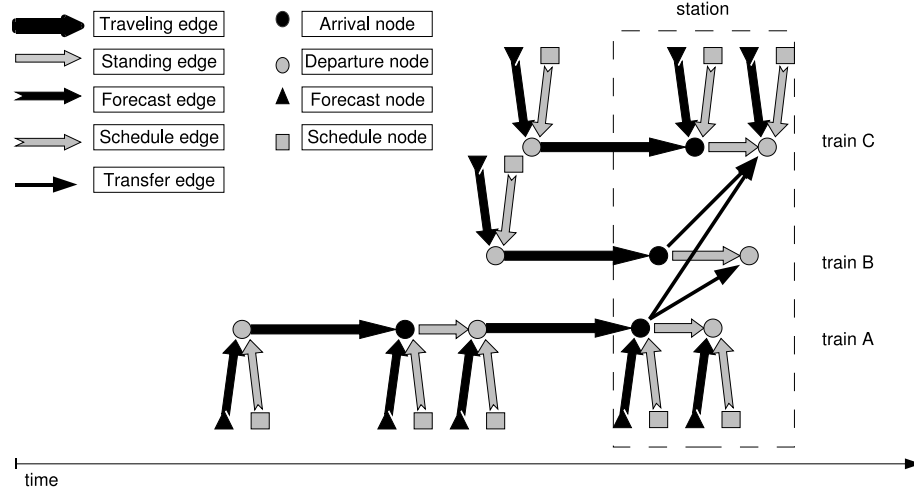 station
Traveling edge
Arrival node
Standing edge
Departure node
Forecast edge
Forecast node
Schedule edge
Schedule node
Transfer edge
train C
train B
train A
time